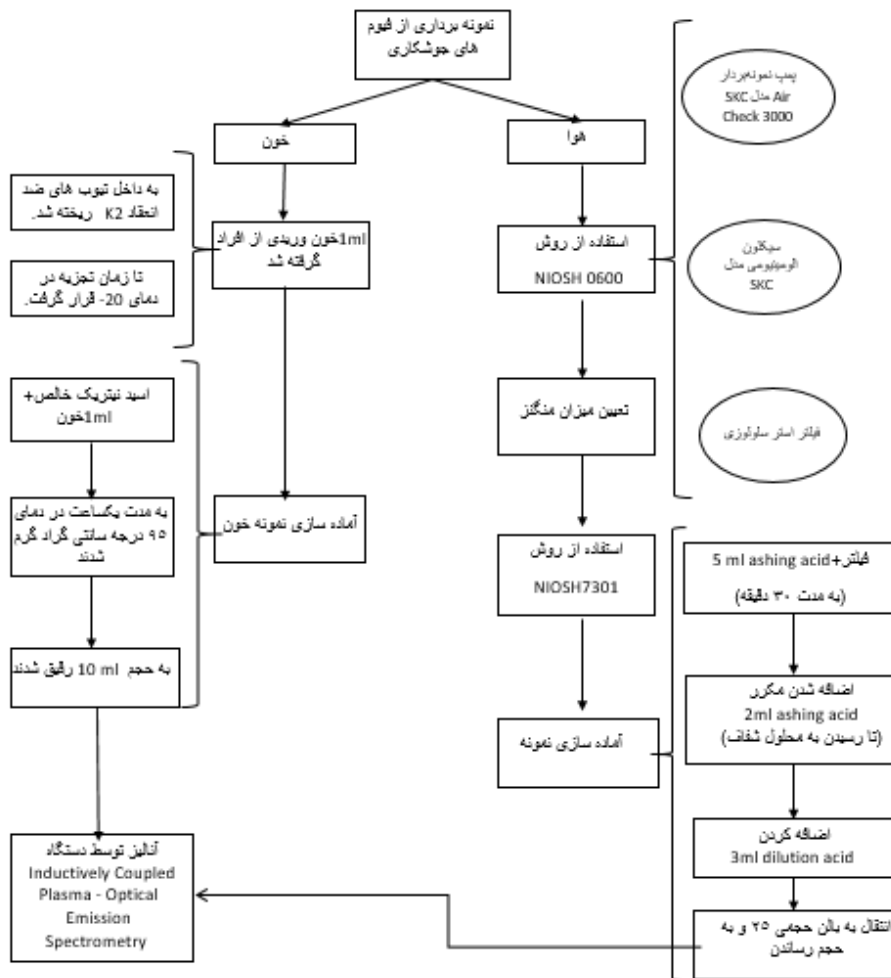 نمونه برداری از فیوم
های جوشکاری
خون
هوا
پمپ نمونه‌بردار
SKC مدل Air
Check 3000
به داخل تیوب های ضد
انعقاد K2 ریخته شد.
1ml خون وریدی از افراد
گرفته شد
استفاده از روش
NIOSH 0600
سیکلون
الومینیومی مدل
SKC
تا زمان تجزیه در
دمای 20- قرار گرفت.
اسید نیتریک خالص+
1mlخون
تعیین میزان منگنز
فیلتر استر سلولوزی
به مدت یکساعت در دمای
۹۵ درجه سانتی گراد گرم
شدند
آماده سازی نمونه خون
استفاده از روش
NIOSH7301
فیلتر+5 ml ashing acid
(به مدت ۳۰ دقیقه)
به حجم 10 ml رقیق شدند
آماده سازی نمونه
اضافه شدن مکرر
2ml ashing acid
(تا رسیدن به محلول شفاف)
آنالیز توسط دستگاه
Inductively Coupled
Plasma - Optical
Emission
Spectrometry
اضافه کردن
3ml dilution acid
انتقال به بالن حجمی ۲۵ و به
حجم رساندن